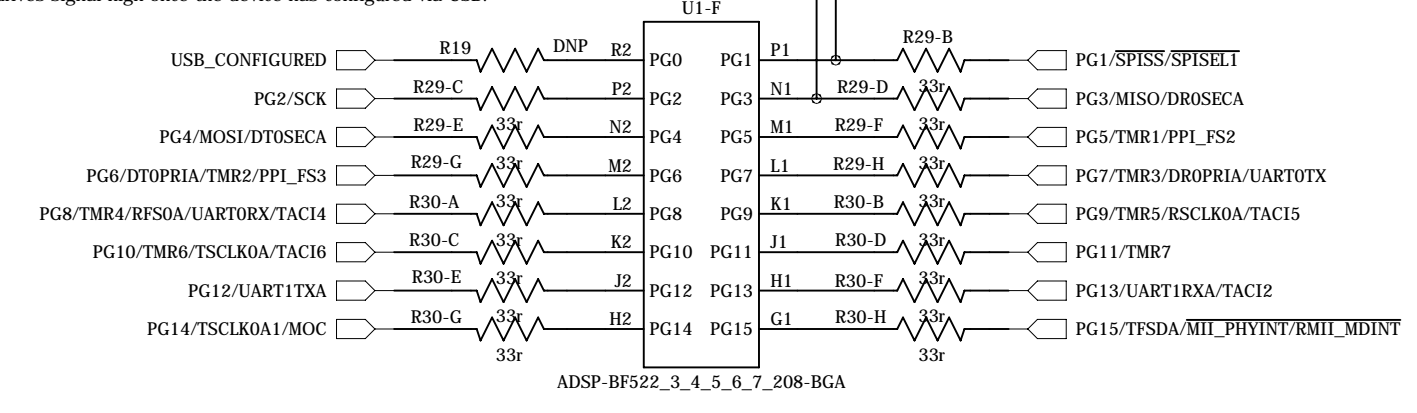 drives signal high once the device has configured via USB.
U1-F
USB_CONFIGURED R19 DNP R2 PG0 PG1 P1 R29-B PG1/SPISS/SPISEL1
33r
PG2/SCK R29-C P2 PG2 PG3 N1 R29-D PG3/MISO/DR0SECA
33r 33r
PG4/MOSI/DT0SECA R29-E N2 PG4 PG5 M1 R29-F PG5/TMR1/PPI_FS2
33r 33r
PG6/DT0PRIA/TMR2/PPI_FS3 R29-G M2 PG6 PG7 L1 R29-H PG7/TMR3/DR0PRIA/UART0TX
33r 33r
PG8/TMR4/RFS0A/UART0RX/TACI4 R30-A L2 PG8 PG9 K1 R30-B PG9/TMR5/RSCLK0A/TACI5
33r 33r
PG10/TMR6/TSCLK0A/TACI6 R30-C K2 PG10 PG11 J1 R30-D PG11/TMR7
33r 33r
PG12/UART1TXA R30-E J2 PG12 PG13 H1 R30-F PG13/UART1RXA/TACI2
33r 33r
PG14/TSCLK0A1/MOC R30-G H2 PG14 PG15 G1 R30-H PG15/TFSDA/MII_PHYINT/RMII_MDINT
33r 33r
ADSP-BF522_3_4_5_6_7_208-BGA